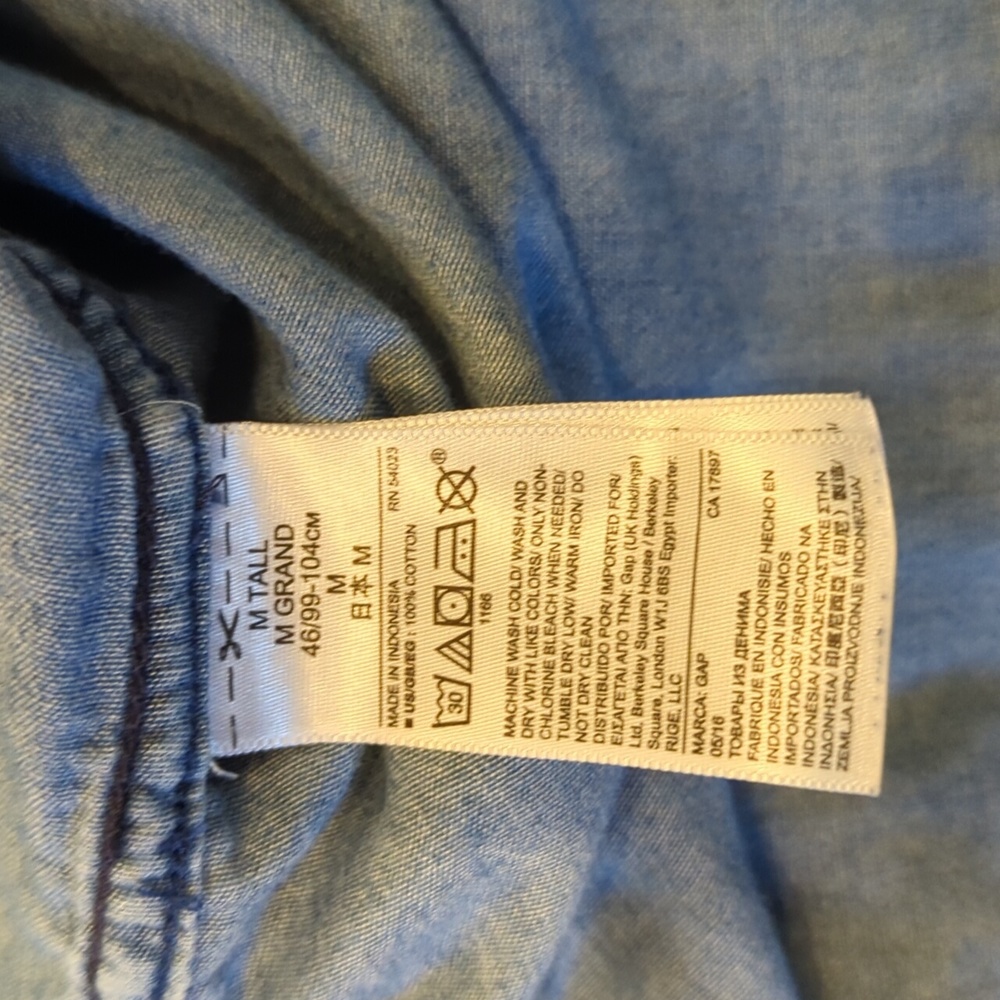 M TALL
M GRAND
46/99-104CM
M
日本 M
MADE IN INDONESIA RN 54023
■ US/GB/EG : 100% COTTON
30 ®
166
MACHINE WASH COLD/ WASH AND
DRY WITH LIKE COLORS/ ONLY NON-
CHLORINE BLEACH WHEN NEEDED/
TUMBLE DRY LOW/ WARM IRON/ DO
NOT DRY CLEAN
DISTRIBUIDO POR/ IMPORTED FOR/
ΕΙΣΑΓΕΤΑΙ ΑΠΟ ΤΗΝ: Gap (UK Holdings)
Ltd. Berkeley Square House / Berkeley
Square, London W1J 6BS Egypt Importer:
RIGE, LLC
MARCA: GAP CA 17897
05/16
ТОВАРЫ ИЗ ДЕНИМА
FABRIQUE EN INDONISIE/ HECHO EN
INDONESIA CON INSUMOS
IMPORTADOS/ FABRICADO NA
INDONESIA/ ΚΑΤΑΣΚΕΥΑΣΤΗΚΕ ΣΤΗΝ
ΙΝΔΟΝΗΣΙΑ/ 印度尼西亞 (印尼) 製造/
ZEMLJA PROIZVODNJE INDONEZIJA/